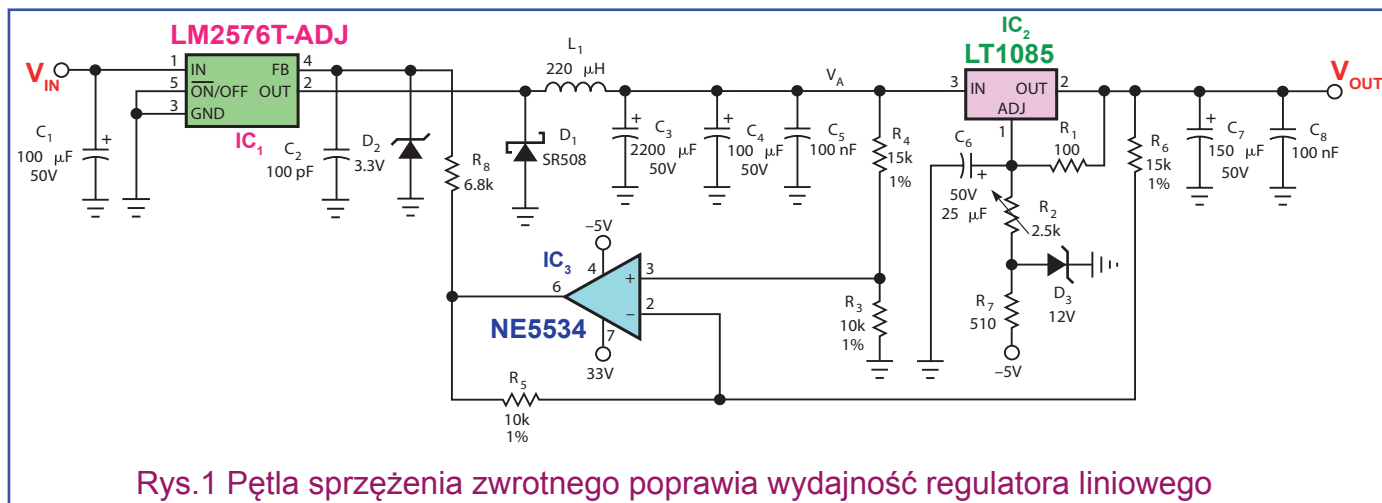 LM2576T-ADJ
V_IN
1 IN FB 4
5 ON/OFF OUT 2
3 GND
IC1
C1
100 µF
50V
+
C2
100 pF
D2
3.3V
R8
6.8k
L1
220 µH
D1
SR508
+
C3
2200 µF
50V
+
C4
100 µF
50V
C5
100 nF
VA
R4
15k
1%
IC2
LT1085
3 IN OUT 2
ADJ
1
VOUT
C6
+
50V
25 µF
R1
100
R2
2.5k
R6
15k
1%
+
C7
150 µF
50V
C8
100 nF
D3
12V
R7
510
–5V
–5V
IC3
4
6
+ 3
– 2
7
NE5534
33V
R3
10k
1%
R5
10k
1%
Rys.1 Pętla sprzężenia zwrotnego poprawia wydajność regulatora liniowego